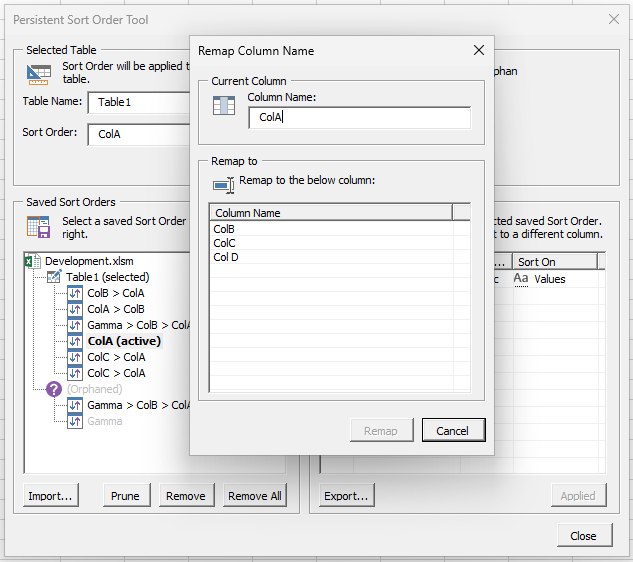 Persistent Sort Order Tool
Selected Table
Sort Order will be applied t
table.
Table Name:
Table1
Sort Order:
ColA
phan
Remap Column Name
Current Column
Column Name:
ColA
Remap to
Remap to the below column:
Column Name
ColB
ColC
Col D
Remap
Cancel
Saved Sort Orders
Select a saved Sort Order
right.
Development.xlsm
Table1 (selected)
ColB > ColA
ColA > ColB
Gamma > ColB > ColA
ColA (active)
ColC > ColA
ColC > ColA
(Orphaned)
Gamma > ColB > ColA
Gamma
Import...
Prune
Remove
Remove All
cted saved Sort Order.
t to a different column.
...
Sort On
c
Aa Values
Export...
Applied
Close